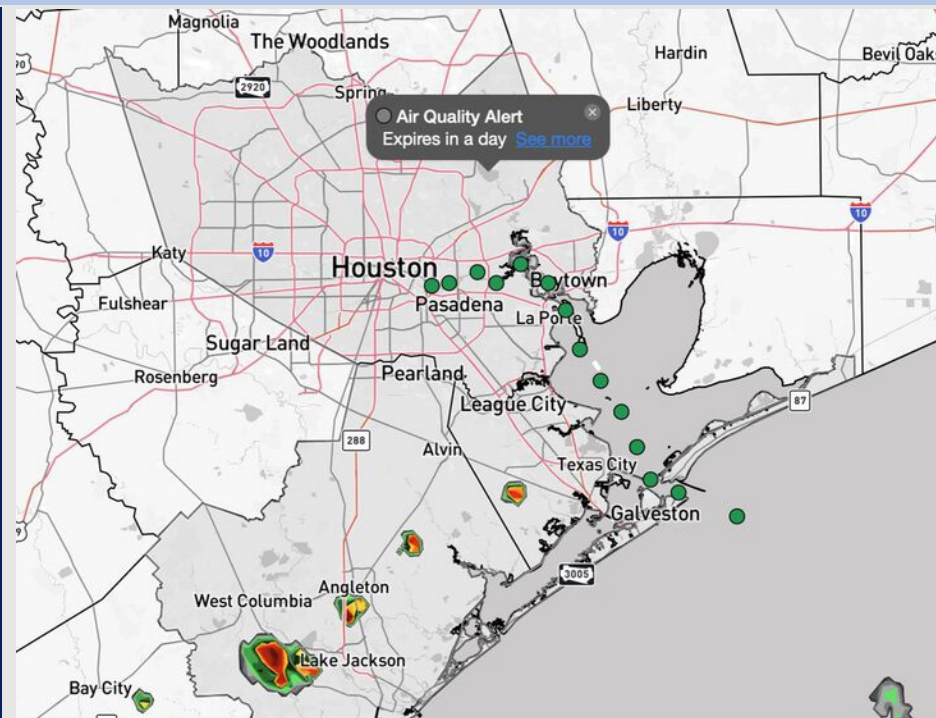 Magnolia
The Woodlands
Hardin
Bevil Oaks
90
2920
Spring
Air Quality Alert
Expires in a day See more
Liberty
10
10
10
Katy
Houston
Baytown
Fulshear
Pasadena
La Porte
Sugar Land
Rosenberg
Pearland
87
League City
288
Alvin
Texas City
Galveston
3005
Angleton
West Columbia
Lake Jackson
Bay City